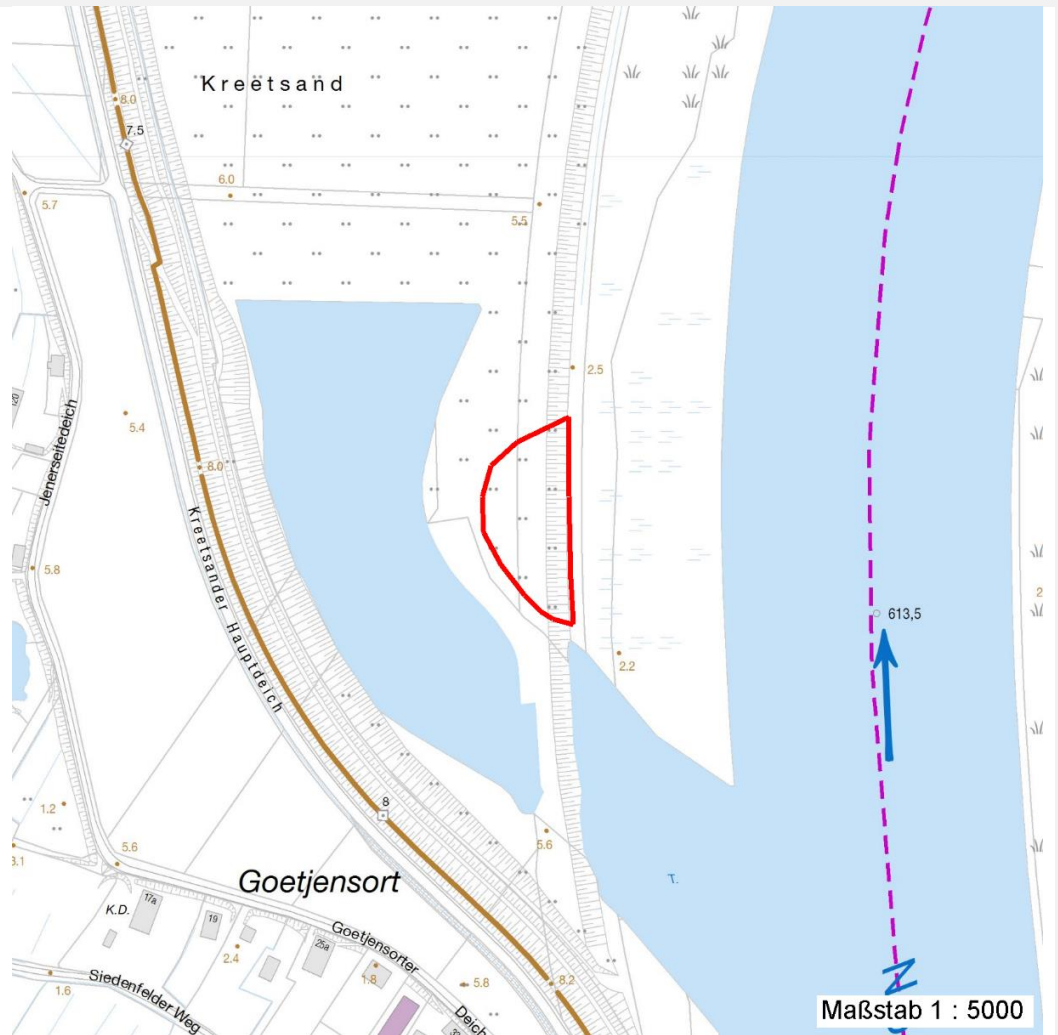 Kreetsand
8.0
7.5
6.0
5.7
5.5
2.5
5.4
Jenerseitedeich
8.0
Kreetsander Hauptdeich
5.8
613,5
2.2
8
1.2
5.6
5.6
Goetjensort
T.
17a
K.D.
19
25a
Goetjensorter
Deich
2.4
1.8
5.8
8.2
1.6
Siedenfelder Weg
N
Maßstab 1 : 5000